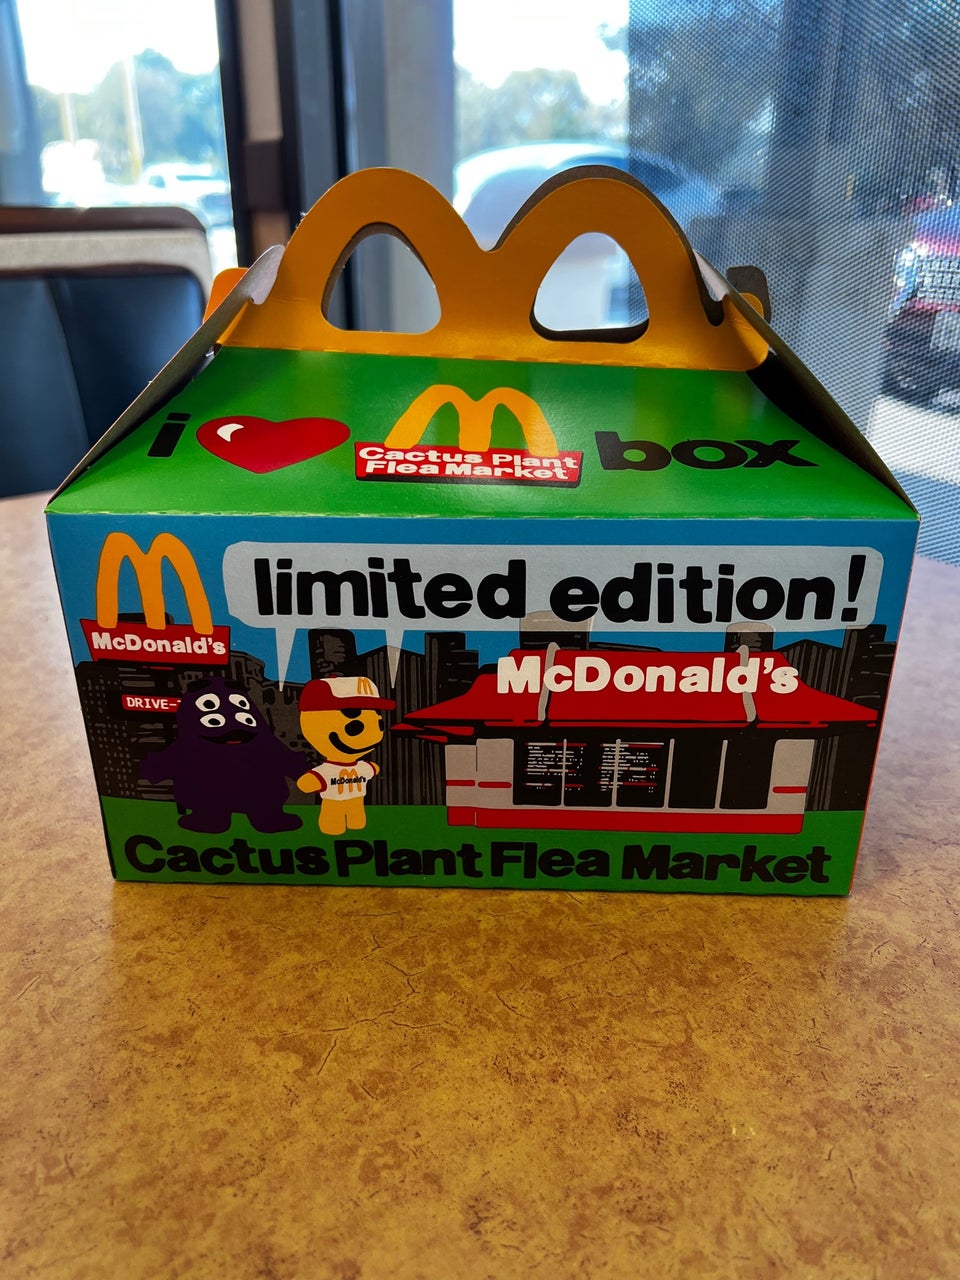 i ❤ Cactus Plant Flea Market box
limited edition!
McDonald's
McDonald's
DRIVE-
McDonald's
Cactus Plant Flea Market